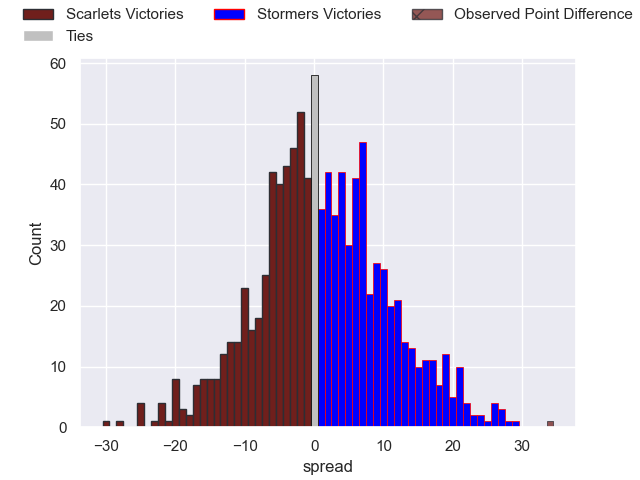 Scarlets Victories
Stormers Victories
Observed Point Difference
Ties
60
50
40
30
20
10
0
Count
−30
−20
−10
0
10
20
30
spread